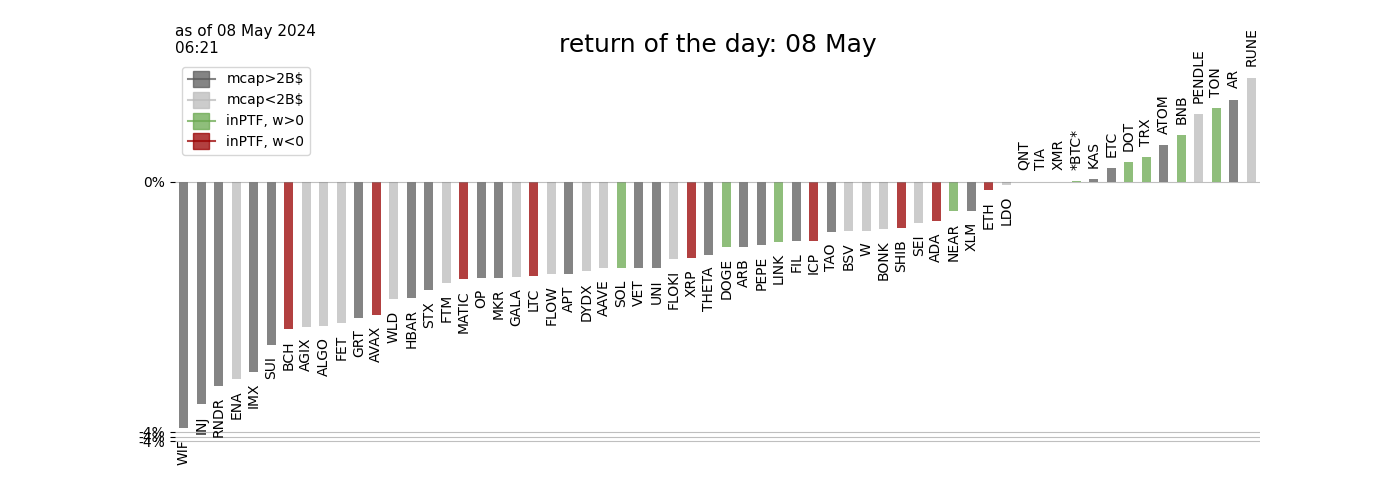 as of 08 May 2024
06:21
return of the day: 08 May
mcap>2B$
mcap<2B$
inPTF, w>0
inPTF, w<0
0%
-4%
-4%
-4%
WIF
INJ
RNDR
ENA
IMX
SUI
BCH
AGIX
ALGO
FET
GRT
AVAX
WLD
HBAR
STX
FTM
MATIC
OP
MKR
GALA
LTC
FLOW
APT
DYDX
AAVE
SOL
VET
UNI
FLOKI
XRP
THETA
DOGE
ARB
PEPE
LINK
FIL
ICP
TAO
BSV
W
BONK
SHIB
SEI
ADA
NEAR
XLM
ETH
LDO
QNT
TIA
XMR
*BTC*
KAS
ETC
DOT
TRX
ATOM
BNB
PENDLE
TON
AR
RUNE